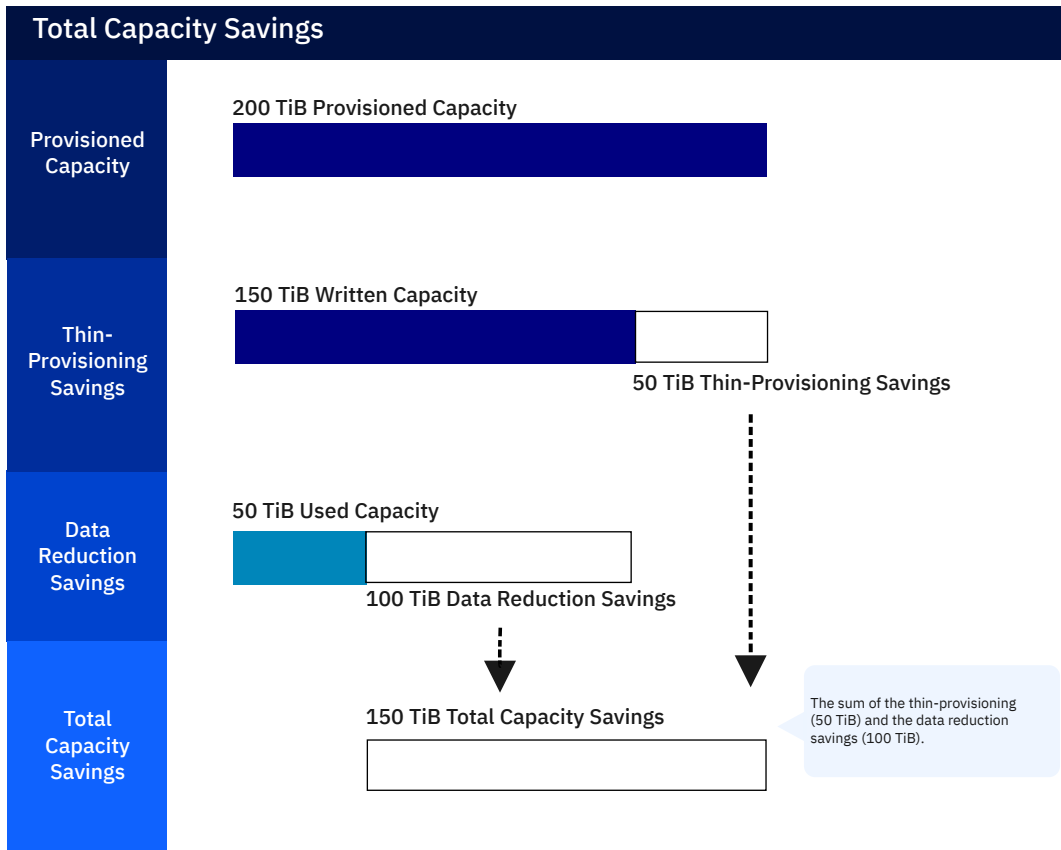 Total Capacity Savings
Provisioned
Capacity
200 TiB Provisioned Capacity
Thin-
Provisioning
Savings
150 TiB Written Capacity
50 TiB Thin-Provisioning Savings
Data
Reduction
Savings
50 TiB Used Capacity
100 TiB Data Reduction Savings
Total
Capacity
Savings
150 TiB Total Capacity Savings
The sum of the thin-provisioning
(50 TiB) and the data reduction
savings (100 TiB).